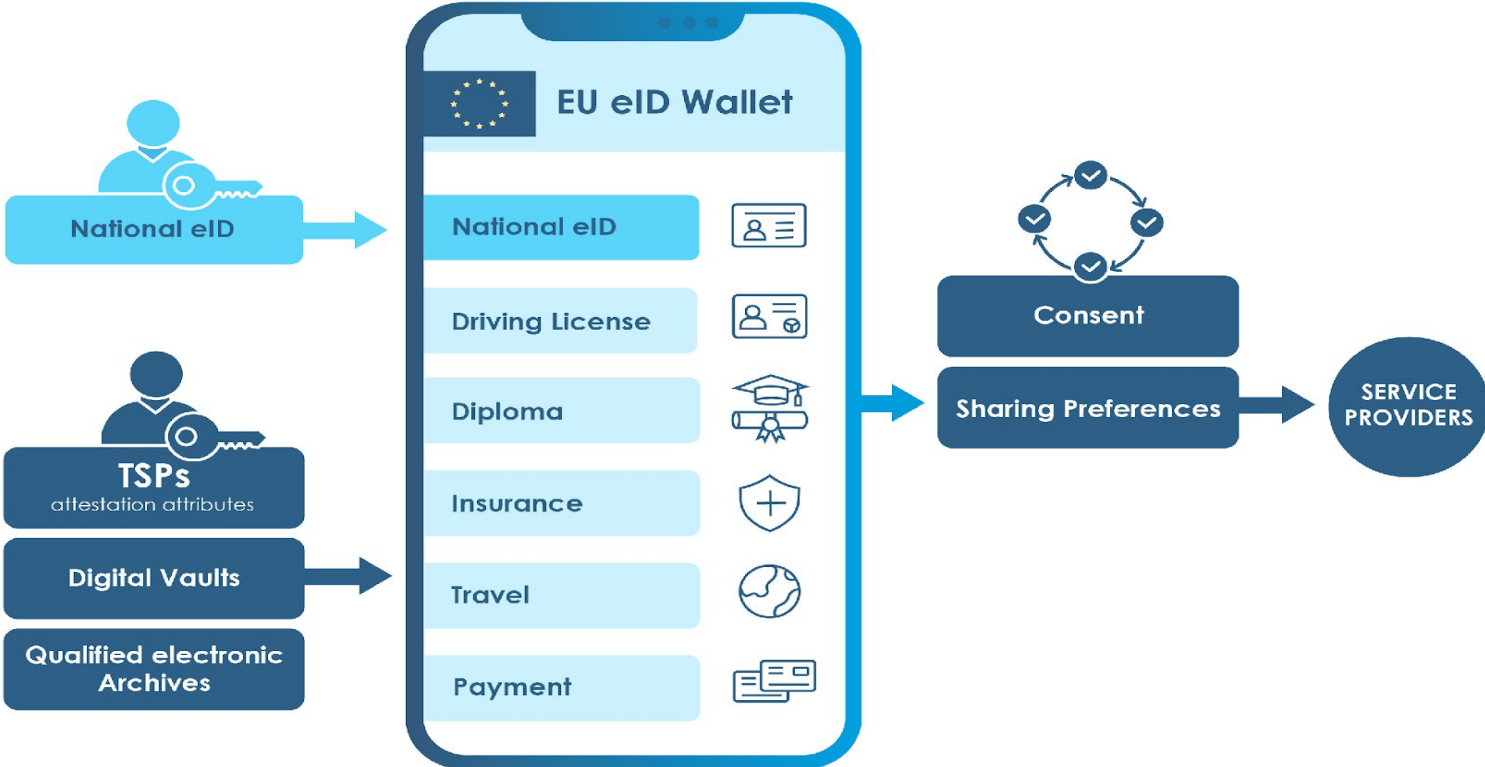 EU eID Wallet
National eID
National eID
Driving License
Diploma
Insurance
Travel
Payment
TSPs
attestation attributes
Digital Vaults
Qualified electronic
Archives
Consent
Sharing Preferences
SERVICE
PROVIDERS